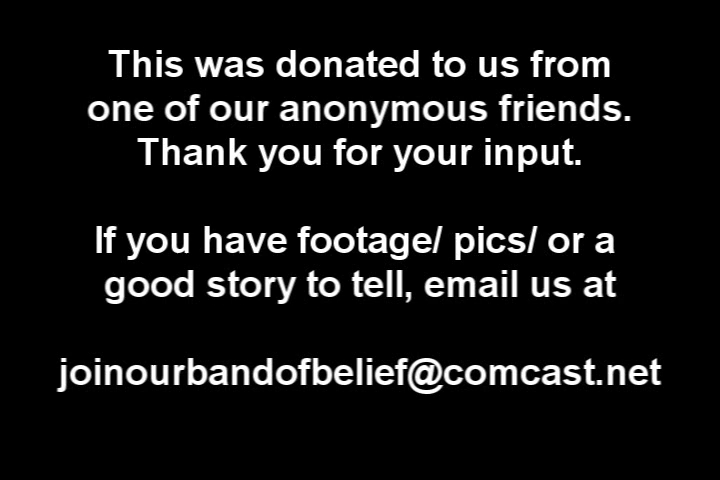 This was donated to us from
one of our anonymous friends.
Thank you for your input.
If you have footage/ pics/ or a
good story to tell, email us at
joinourbandofbelief@comcast.net